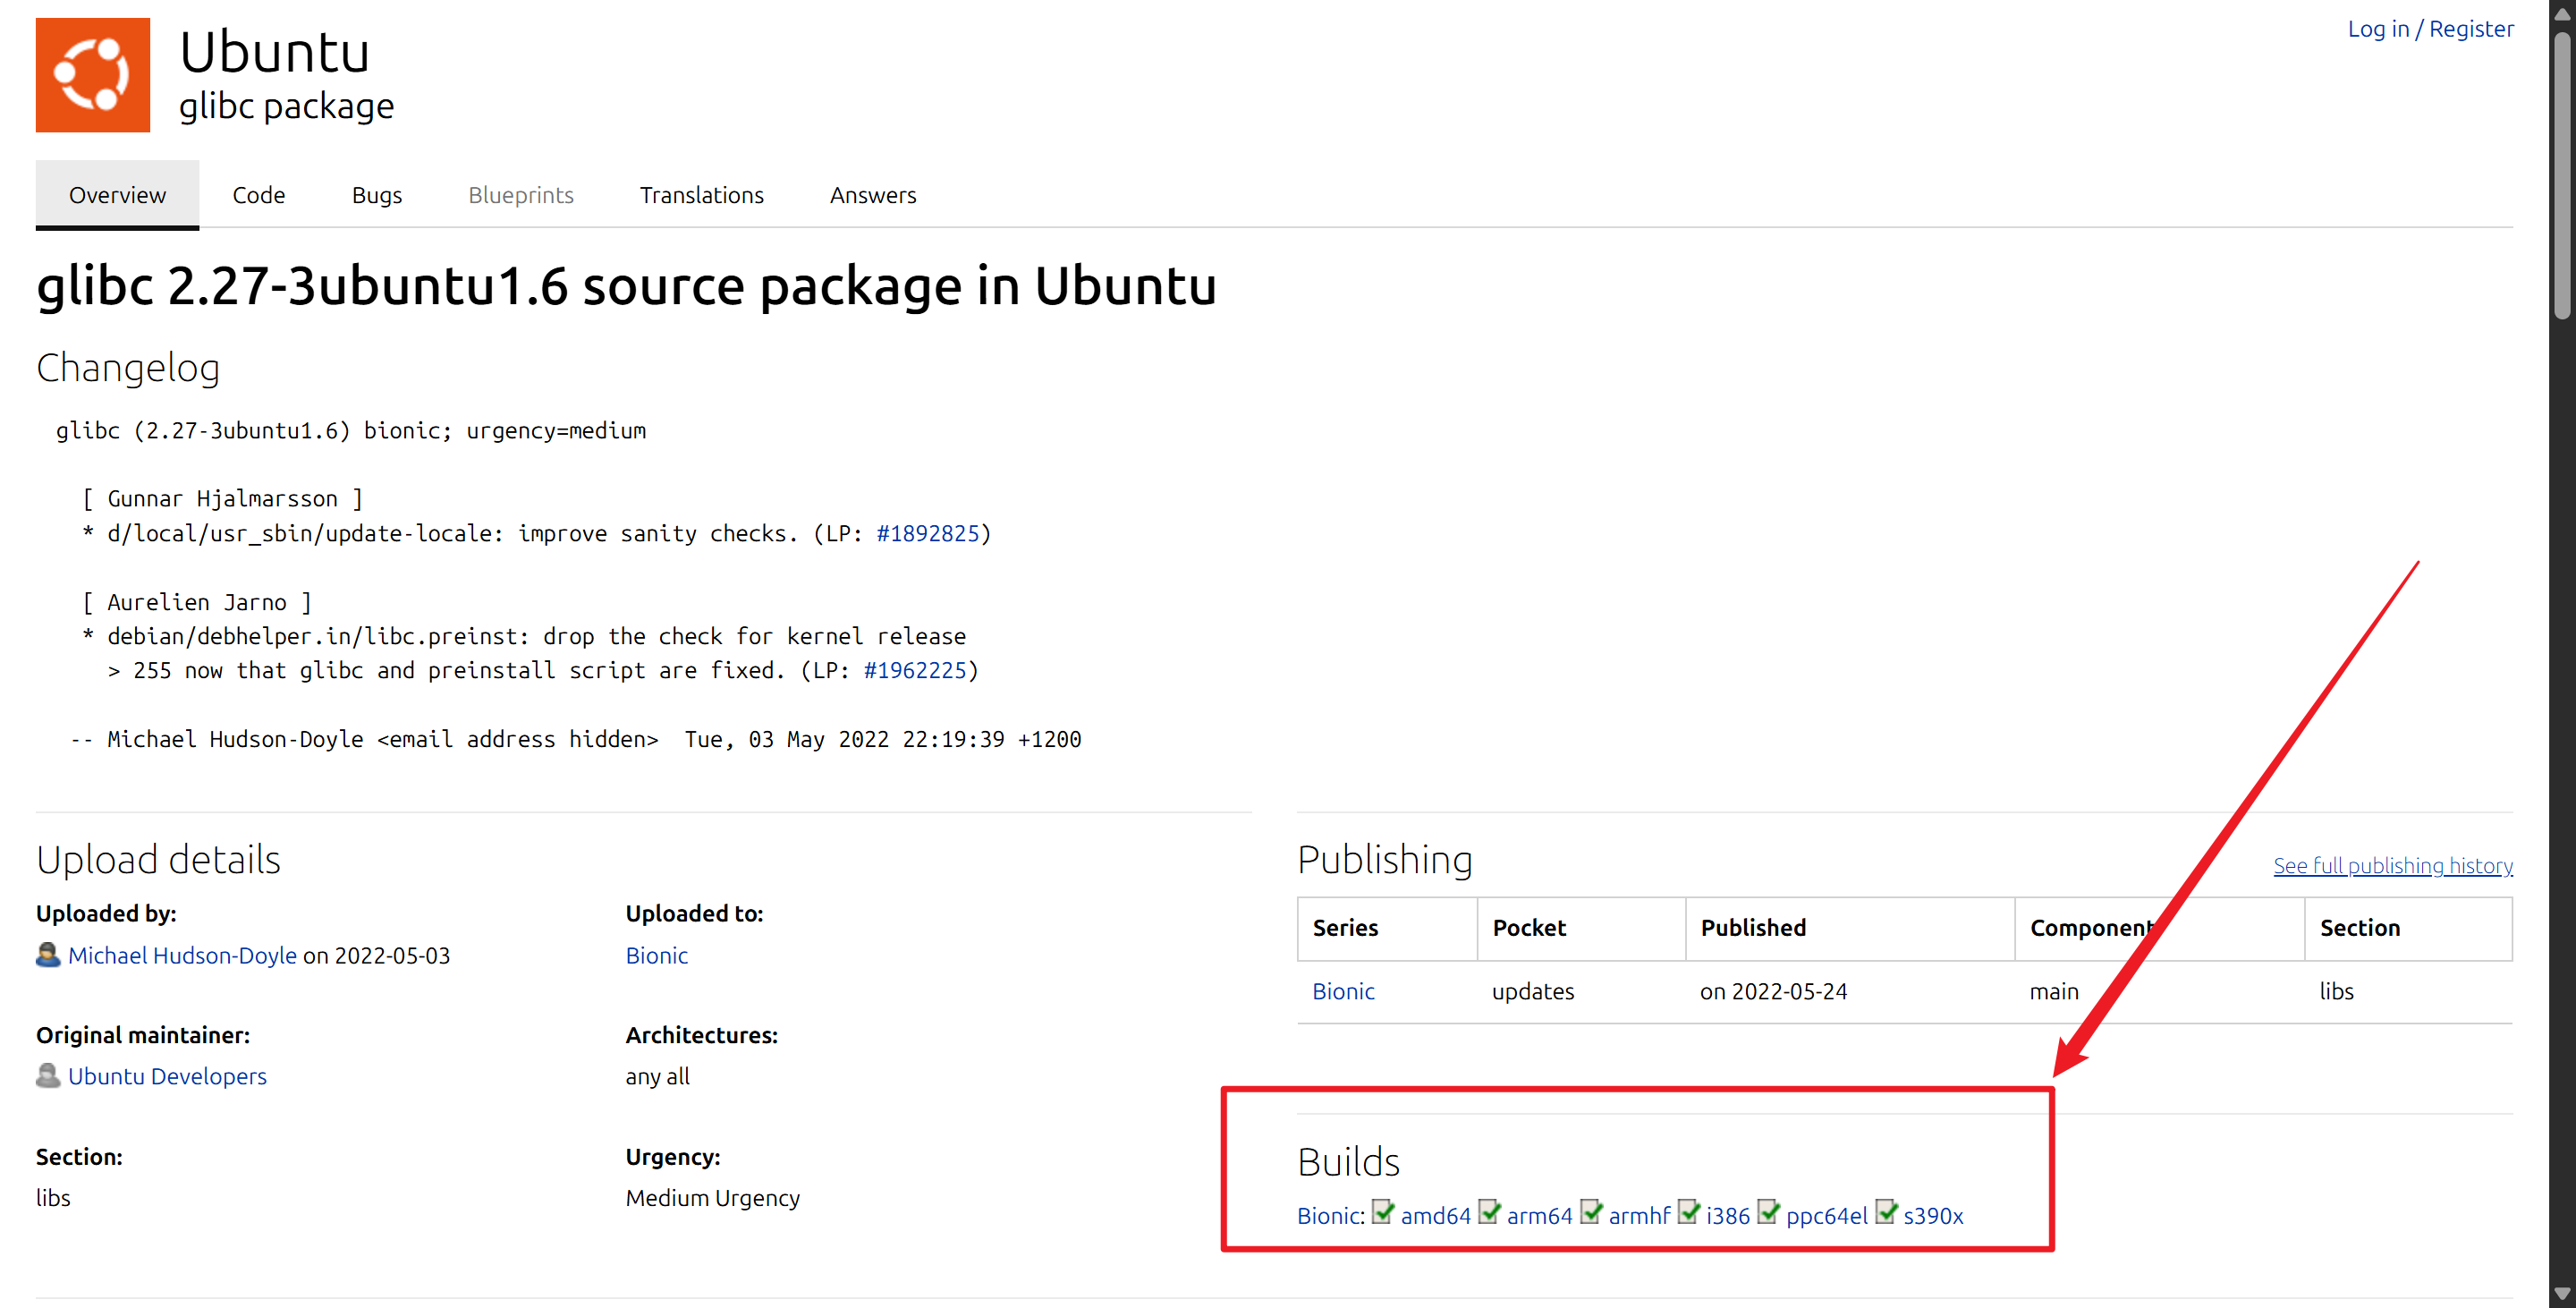 Ubuntu
glibc package
Log in / Register
Overview Code Bugs Blueprints Translations Answers
glibc 2.27-3ubuntu1.6 source package in Ubuntu
Changelog
glibc (2.27-3ubuntu1.6) bionic; urgency=medium
[ Gunnar Hjalmarsson ]
* d/local/usr_sbin/update-locale: improve sanity checks. (LP: #1892825)
[ Aurelien Jarno ]
* debian/debhelper.in/libc.preinst: drop the check for kernel release
> 255 now that glibc and preinstall script are fixed. (LP: #1962225)
-- Michael Hudson-Doyle <email address hidden>  Tue, 03 May 2022 22:19:39 +1200
Upload details
Uploaded by:
Michael Hudson-Doyle on 2022-05-03
Uploaded to:
Bionic
Original maintainer:
Ubuntu Developers
Architectures:
any all
Section:
libs
Urgency:
Medium Urgency
Publishing
See full publishing history
Series Pocket Published Component Section
Bionic updates on 2022-05-24 main libs
Builds
Bionic: amd64 arm64 armhf i386 ppc64el s390x